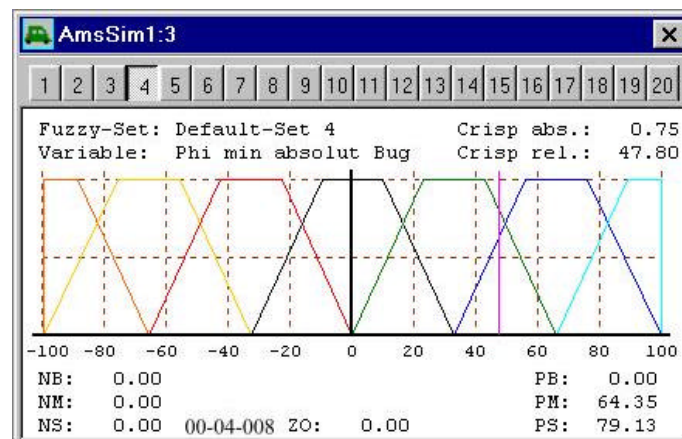 AmsSim1:3
1 2 3 4 5 6 7 8 9 10 11 12 13 14 15 16 17 18 19 20
Fuzzy-Set: Default-Set 4 Crisp abs.: 0.75
Variable: Phi min absolut Bug Crisp rel.: 47.80
-100 -80 -60 -40 -20 0 20 40 60 80 100
NB: 0.00 PB: 0.00
NM: 0.00 PM: 64.35
NS: 0.00 00-04-008 ZO: 0.00 PS: 79.13